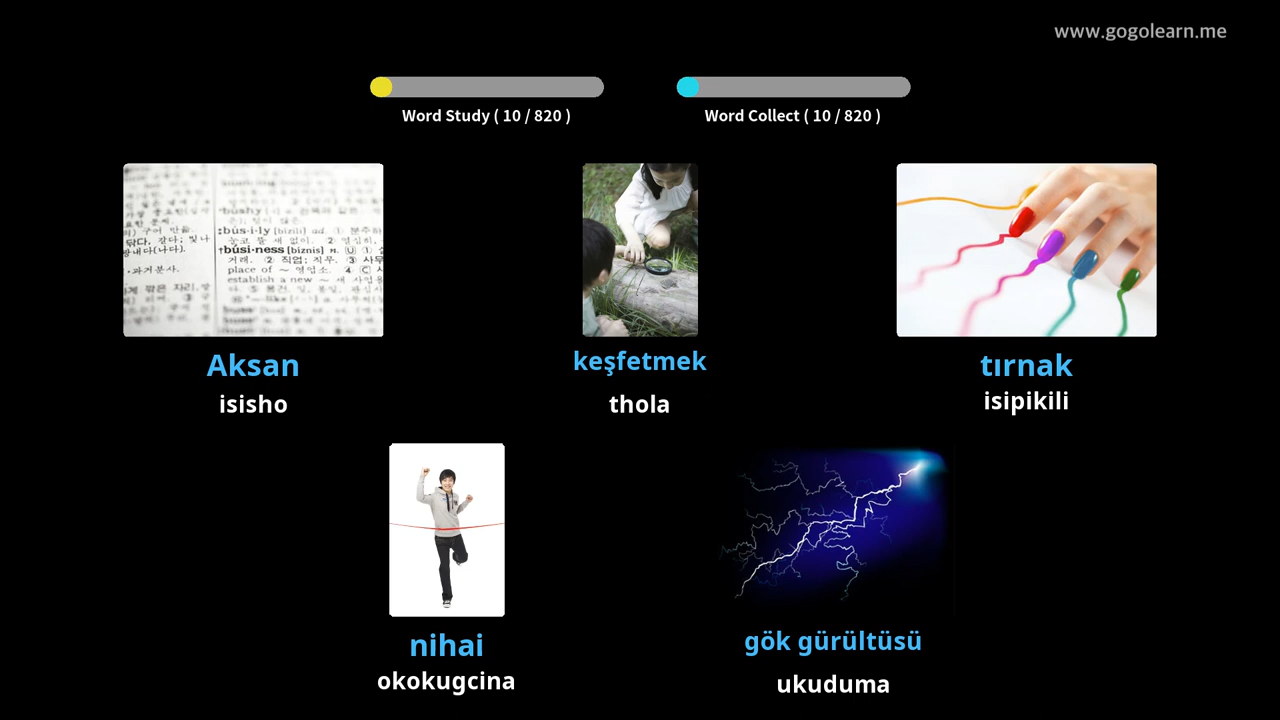 www.gogolearn.me
Word Study ( 10 / 820 )
Word Collect ( 10 / 820 )
Aksan
isisho
keşfetmek
thola
tırnak
isipikili
nihai
okokugcina
gök gürültüsü
ukuduma